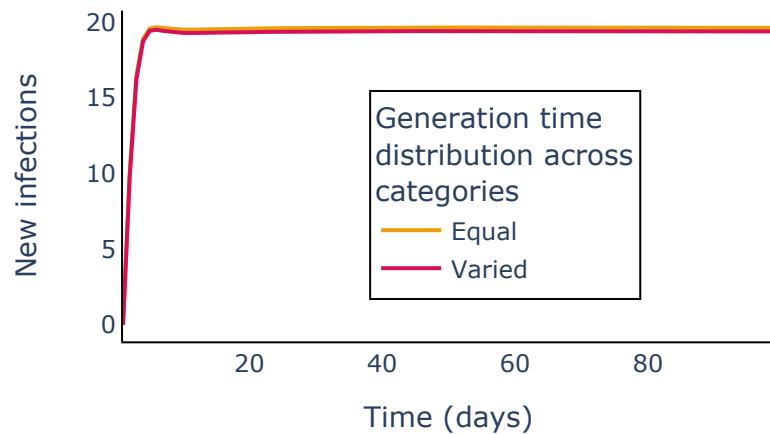 20
15
10
5
0
New infections
Generation time
distribution across
categories
Equal
Varied
20 40 60 80
Time (days)